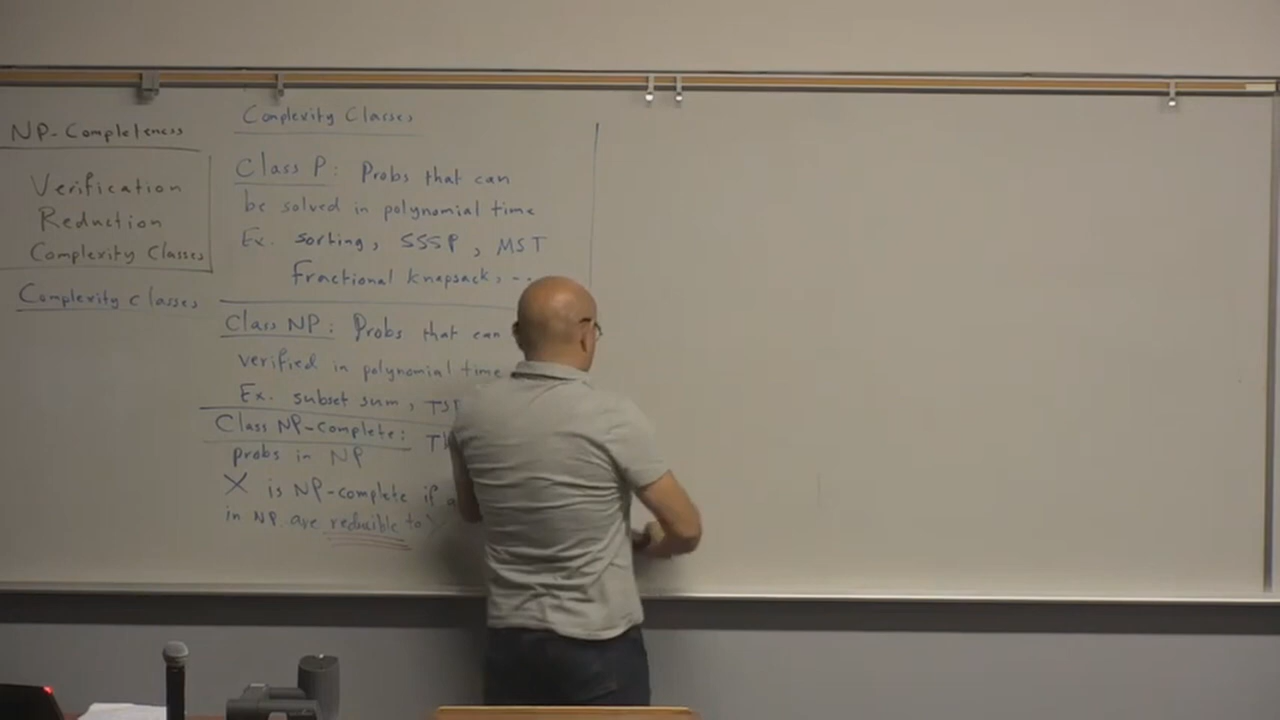 NP-Completeness
Verification
Reduction
Complexity Classes
Complexity classes
Complexity Classes
Class P: Probs that can
be solved in polynomial time
Ex. sorting, SSSP, MST
Fractional knapsack, --
Class NP: Probs that can
verified in polynomial time
Ex. subset sum,
Class NP-Complete:
probs in NP
X is NP-complete if
in NP are reducible to